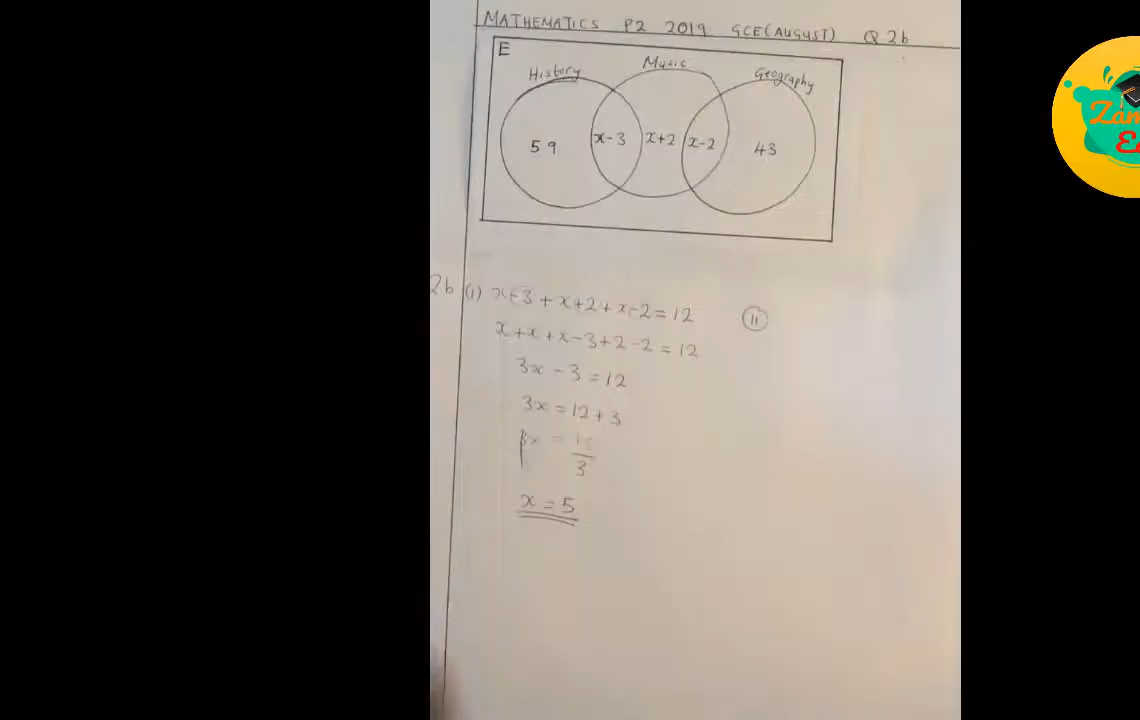 MATHEMATICS P2 2019 GCE(AUGUST) Q 2b
E
History Music Geography
59 x-3 x+2 x-2 43
2b (i) x-3 + x+2 + x-2 = 12 (ii)
x + x + x - 3 + 2 - 2 = 12
3x - 3 = 12
3x = 12 + 3
3x = 15
3
x = 5